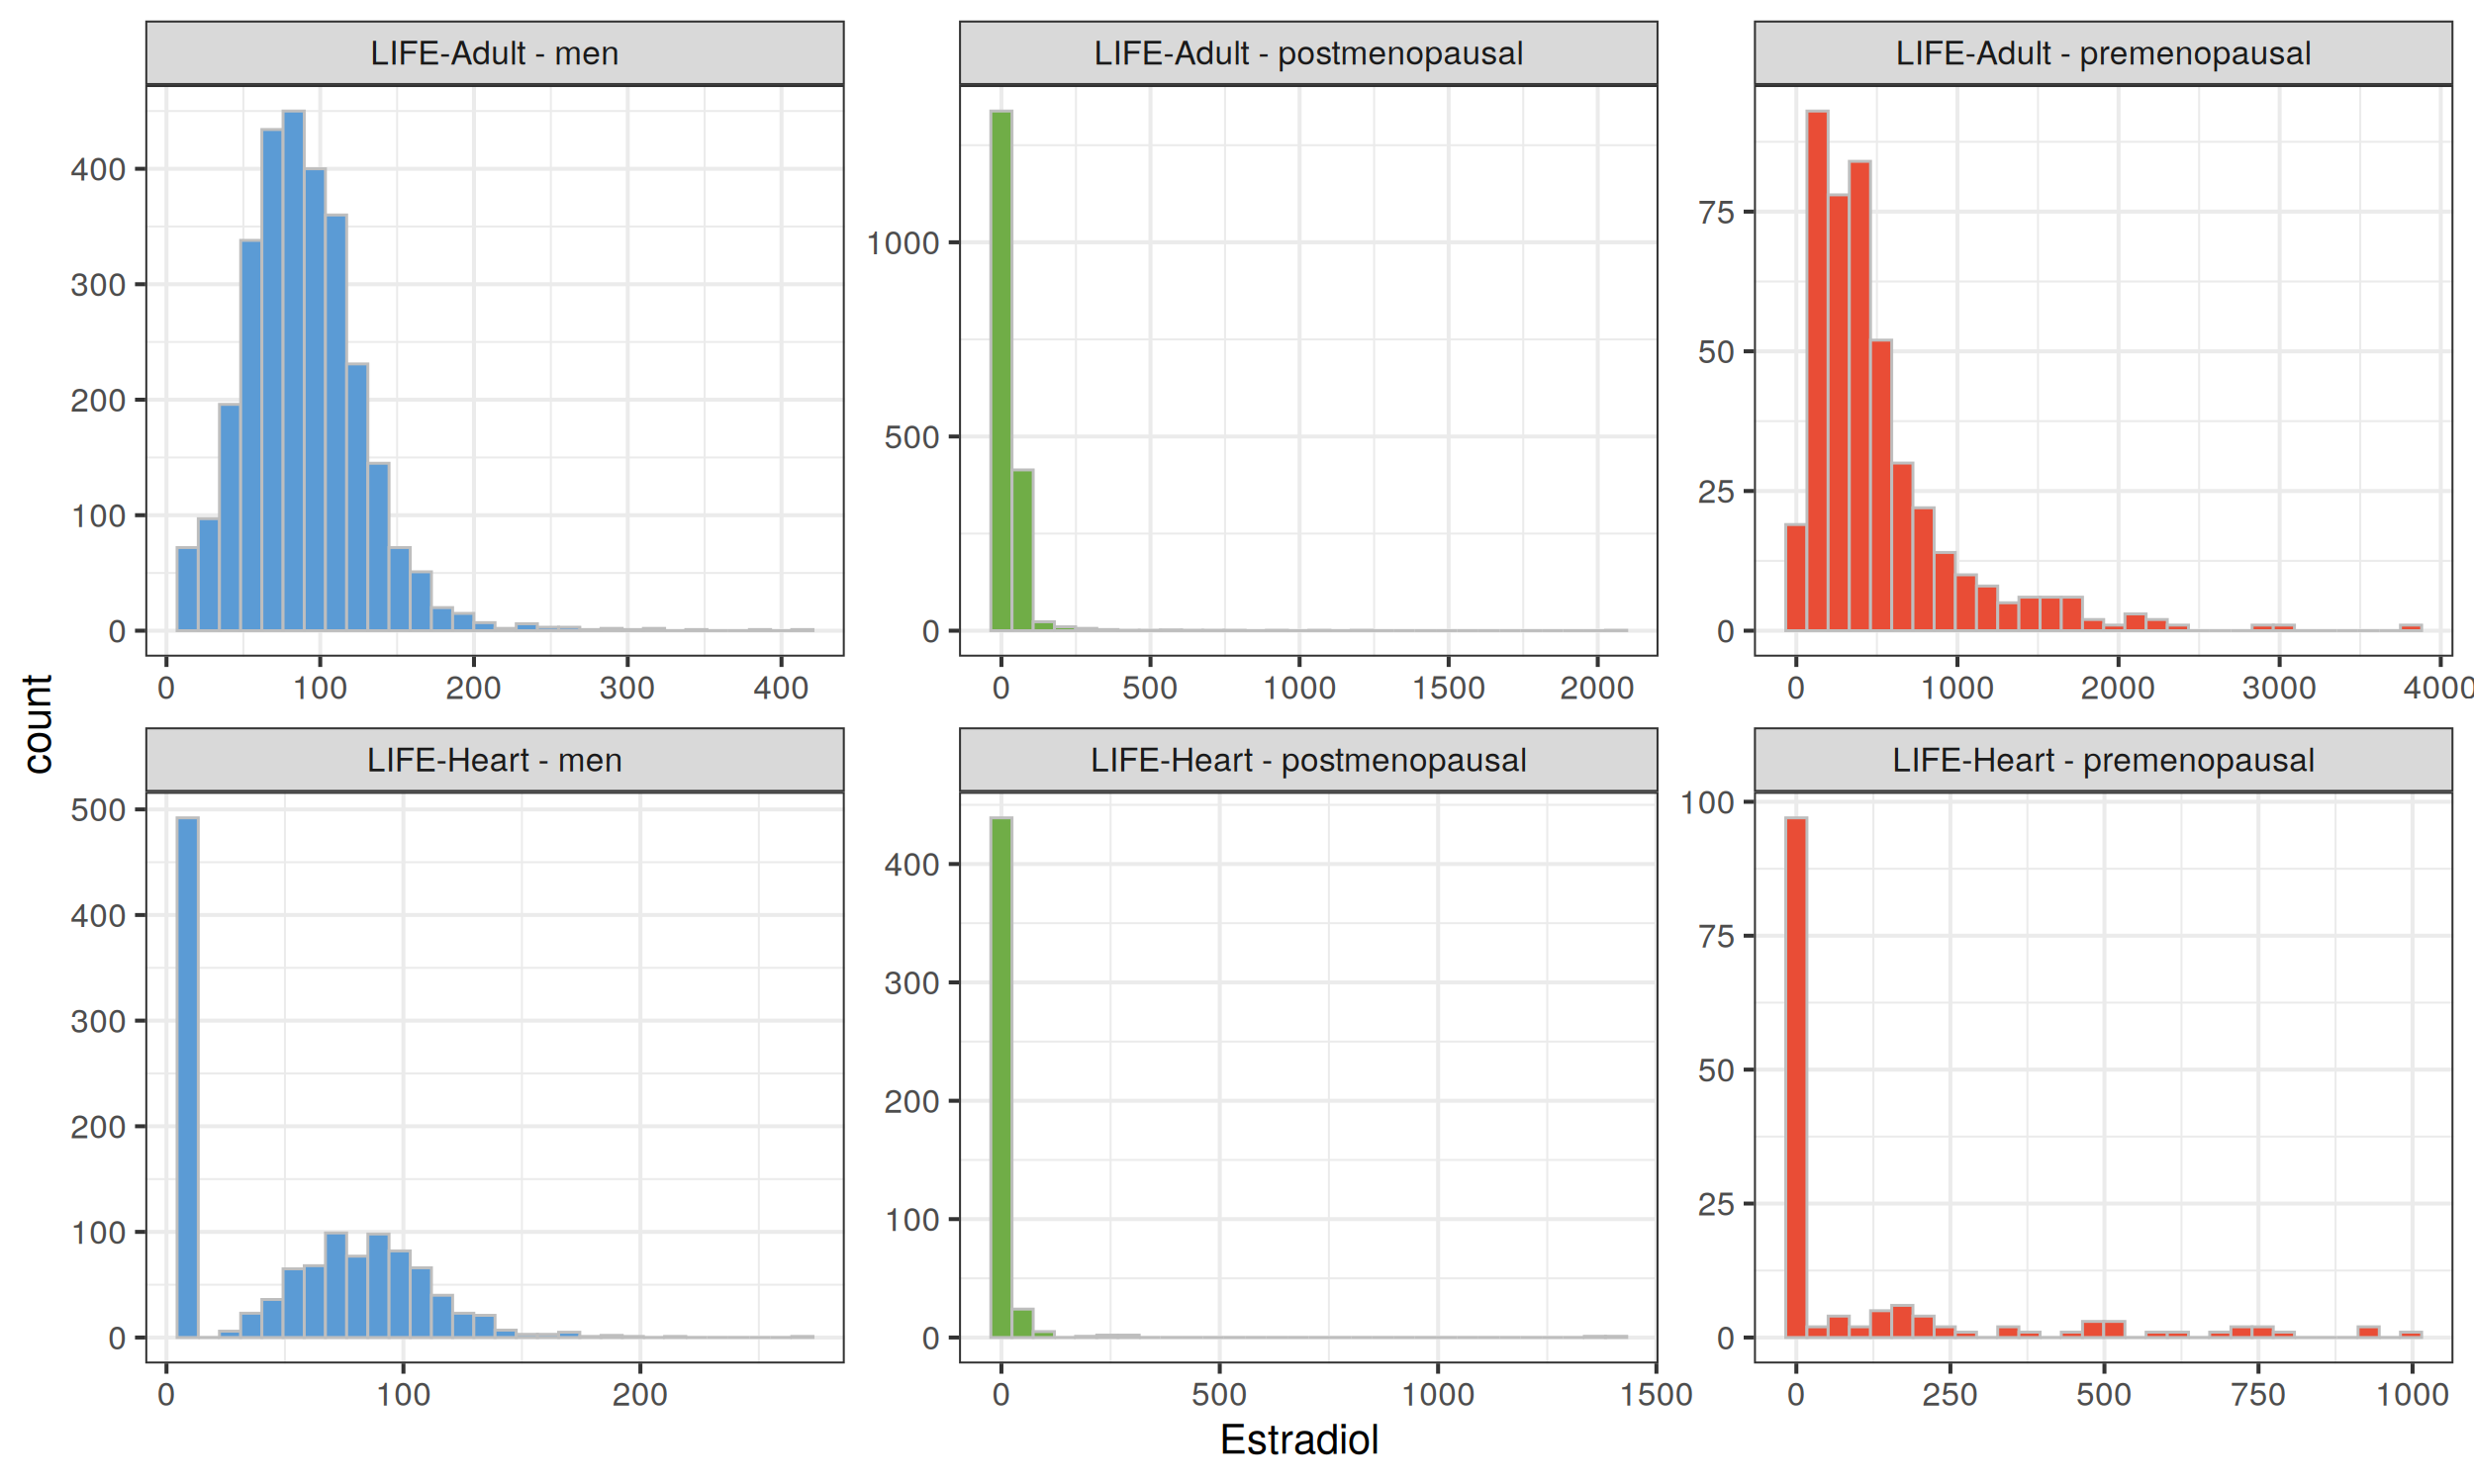 LIFE-Adult - men
LIFE-Adult - postmenopausal
LIFE-Adult - premenopausal
400
300
200
100
0
0 100 200 300 400
1000
500
0
0 500 1000 1500 2000
75
50
25
0
0 1000 2000 3000 4000
count
LIFE-Heart - men
LIFE-Heart - postmenopausal
LIFE-Heart - premenopausal
500
400
300
200
100
0
0 100 200
400
300
200
100
0
0 500 1000 1500
100
75
50
25
0
0 250 500 750 1000
Estradiol